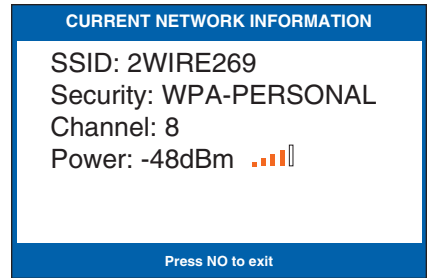 CURRENT NETWORK INFORMATION
SSID: 2WIRE269
Security: WPA-PERSONAL
Channel: 8
Power: -48dBm
Press NO to exit